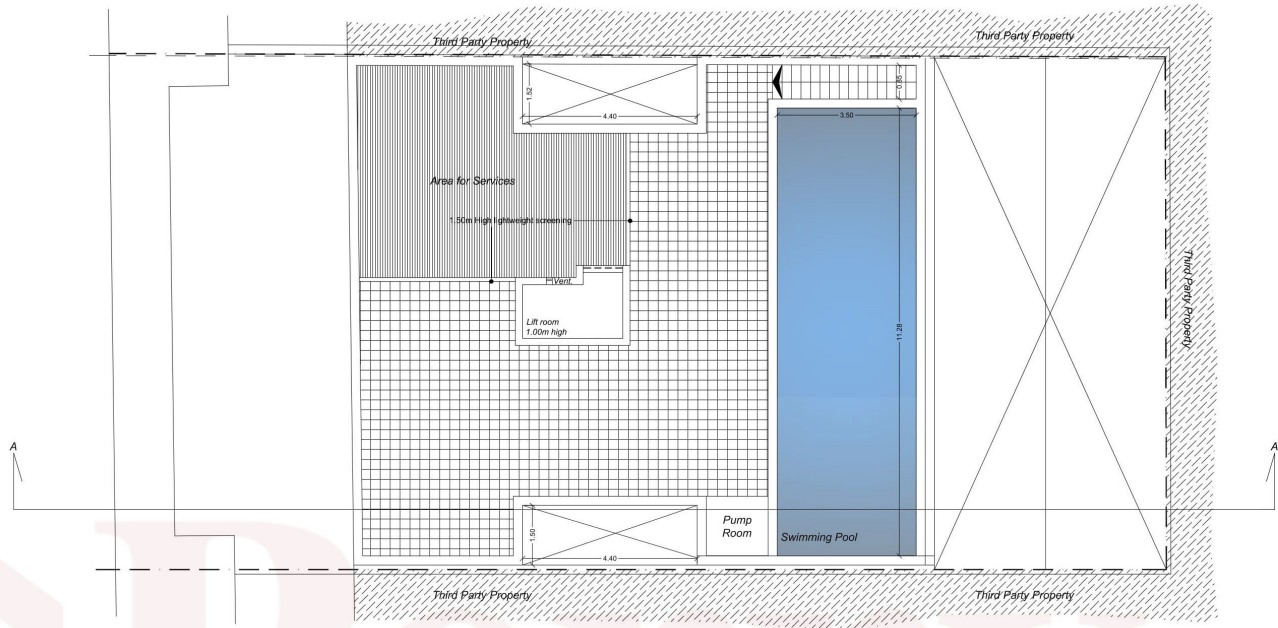 Third Party Property
Third Party Property
1.52
4.40
0.85
3.50
Area for Services
1.50m High lightweight screening
Vent.
Lift room
1.00m high
11.28
Third Party Property
A
A
1.50
4.40
Pump
Room
Swimming Pool
Third Party Property
Third Party Property